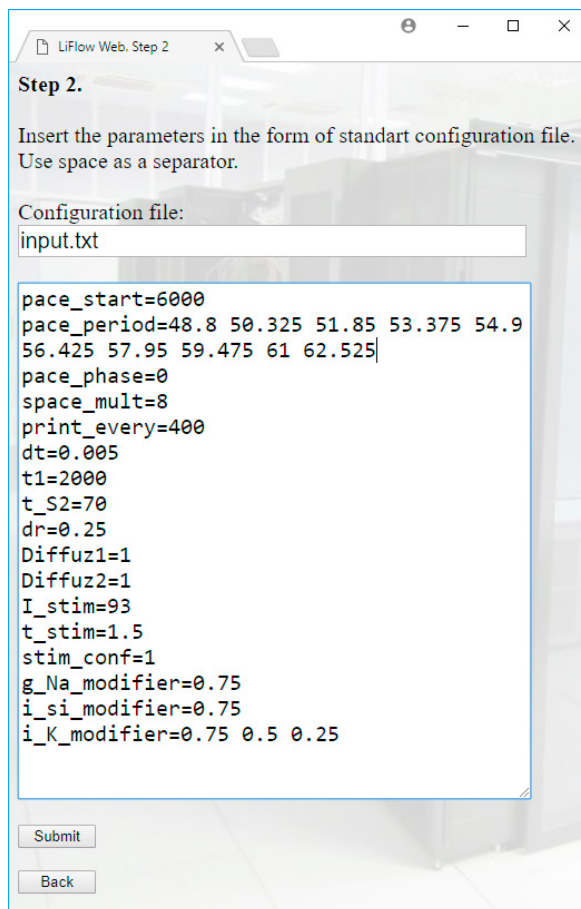 LiFlow Web. Step 2
Step 2.
Insert the parameters in the form of standart configuration file.
Use space as a separator.
Configuration file:
input.txt
pace_start=6000
pace_period=48.8 50.325 51.85 53.375 54.9
56.425 57.95 59.475 61 62.525
pace_phase=0
space_mult=8
print_every=400
dt=0.005
t1=2000
t_S2=70
dr=0.25
Diffuz1=1
Diffuz2=1
I_stim=93
t_stim=1.5
stim_conf=1
g_Na_modifier=0.75
i_si_modifier=0.75
i_K_modifier=0.75 0.5 0.25
Submit
Back